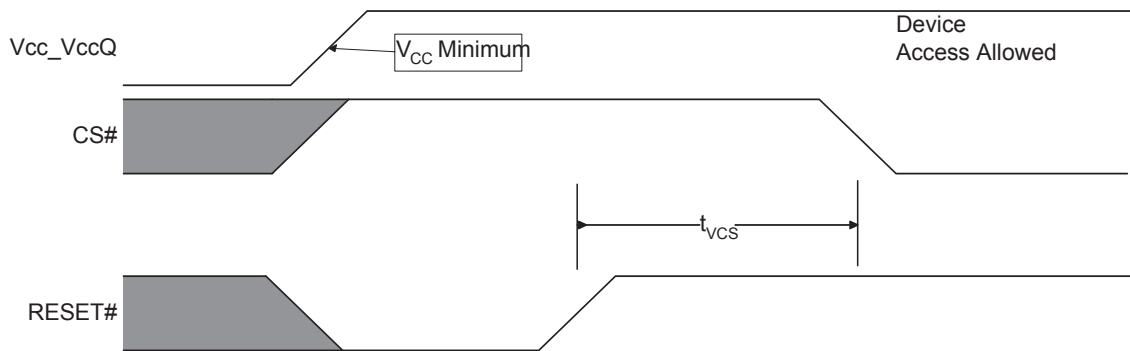 Vcc_VccQ
VCC Minimum
Device
Access Allowed
CS#
tVCS
RESET#